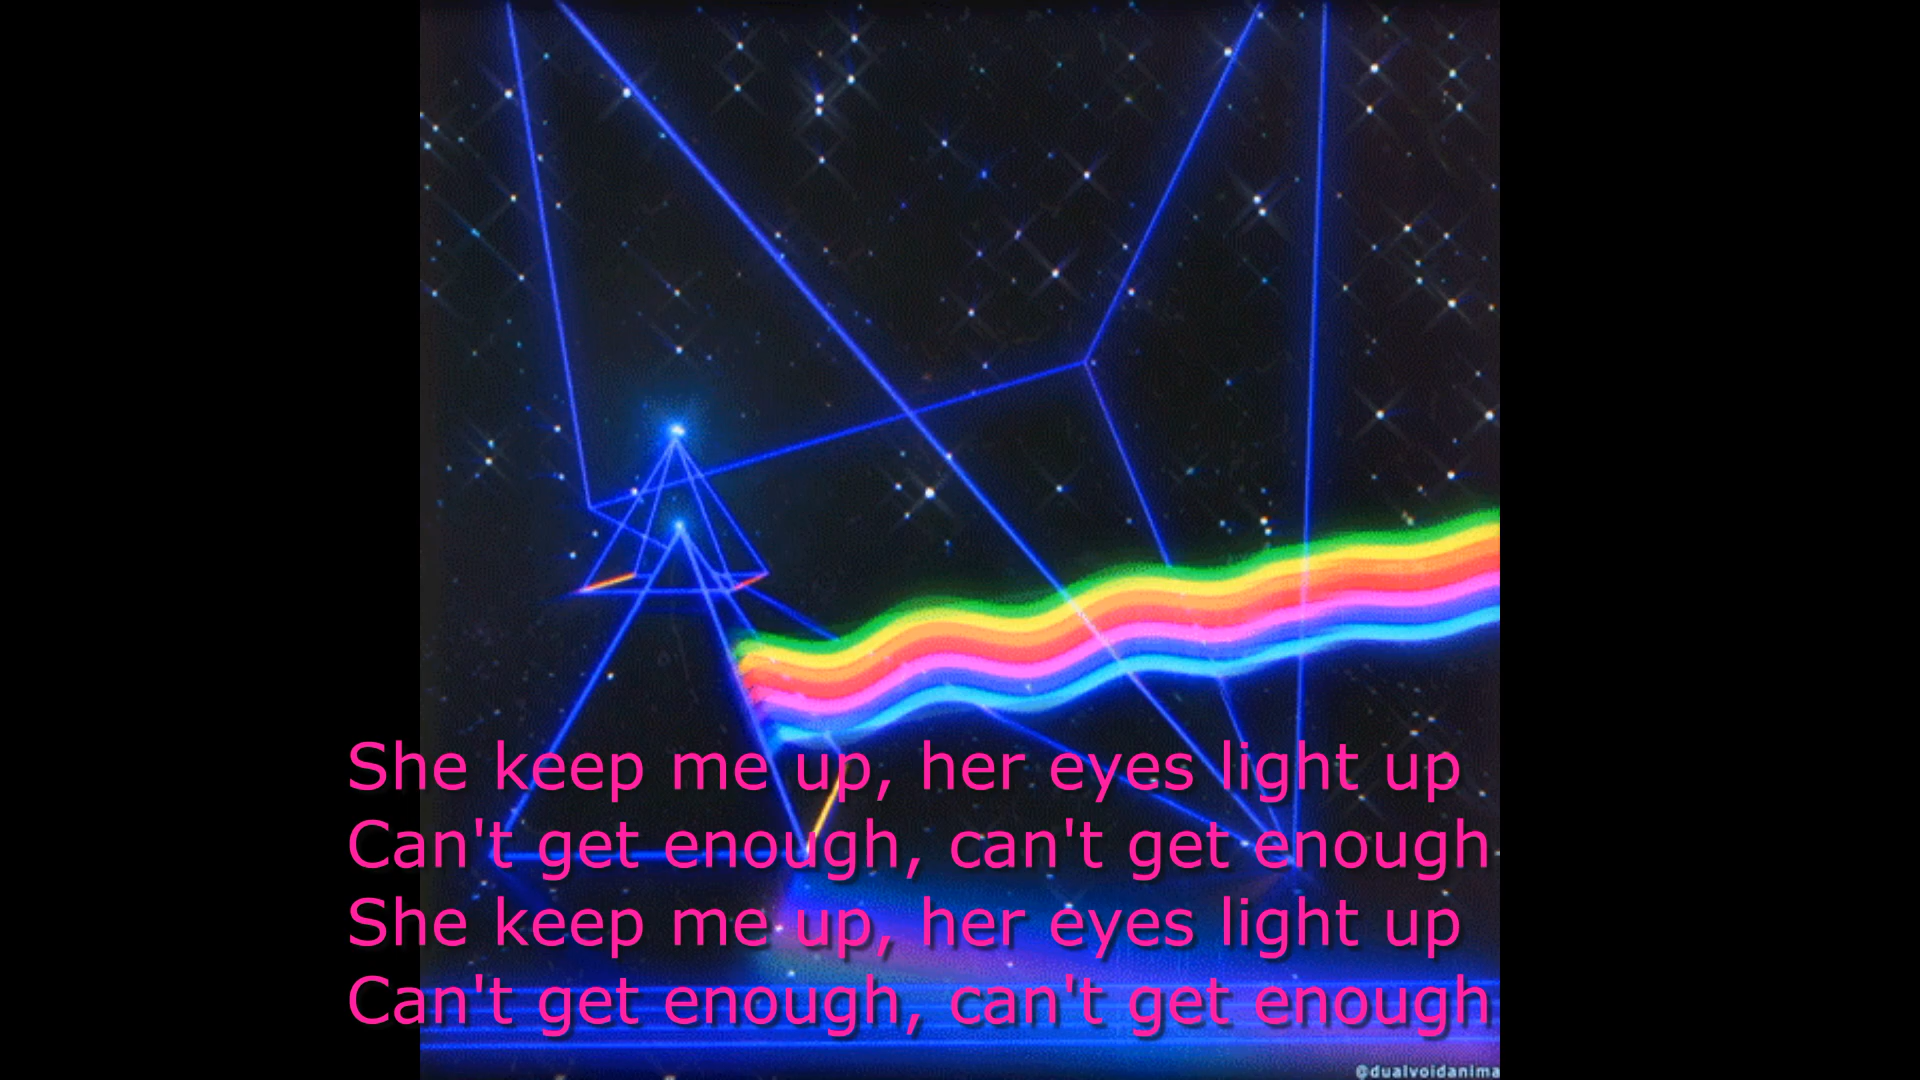 She keep me up, her eyes light up
Can't get enough, can't get enough
She keep me up, her eyes light up
Can't get enough, can't get enough
@dualvoidanima